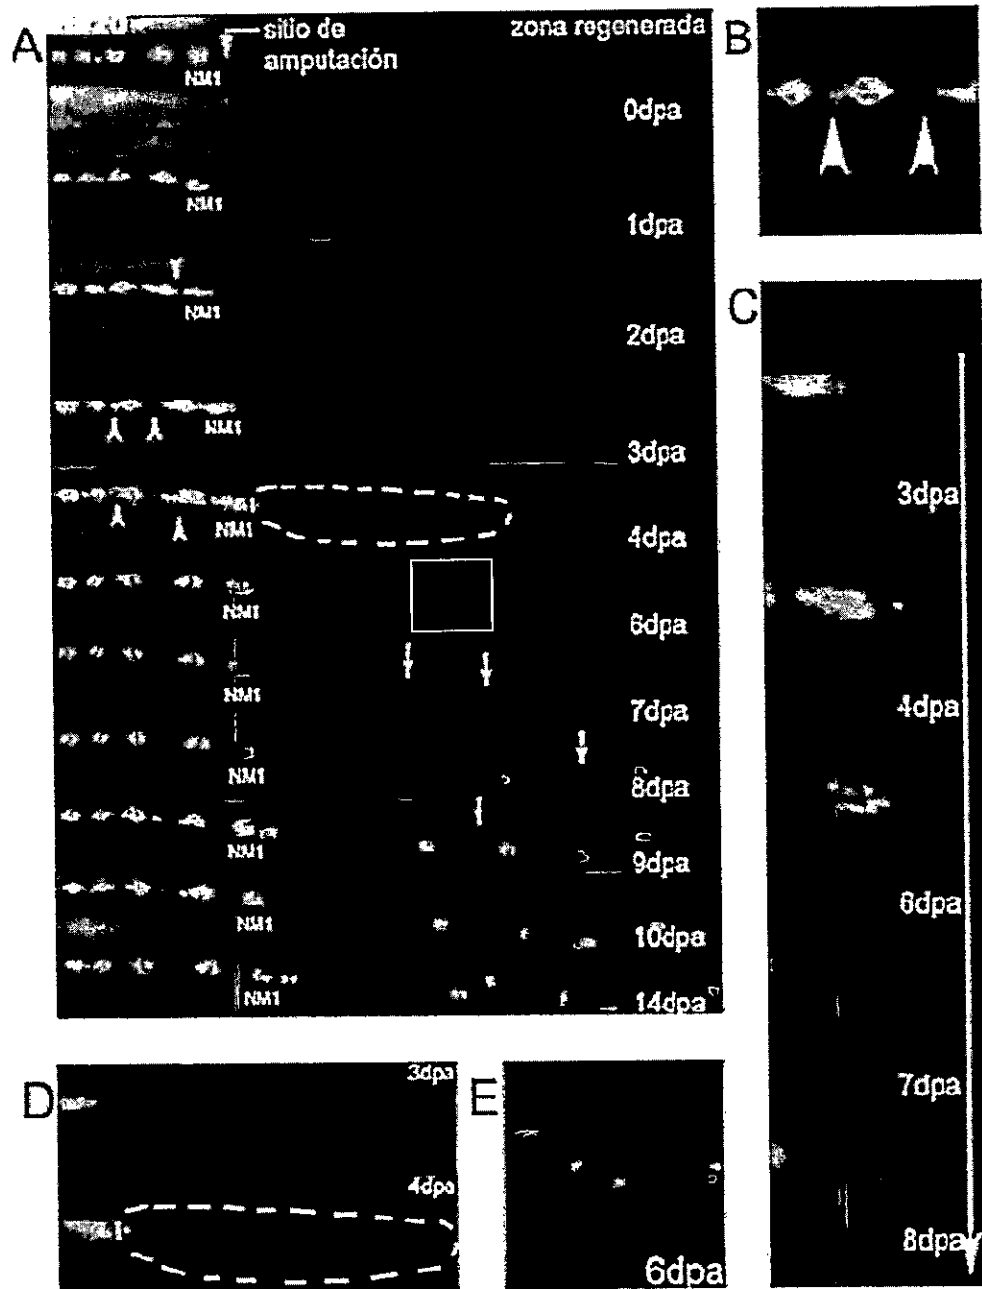 A
sitio de
amputación
zona regenerada
NM1
0dpa
NM1
1dpa
NM1
2dpa
NM1
3dpa
NM1
4dpa
NM1
6dpa
NM1
7dpa
NM1
8dpa
NM1
9dpa
NM1
10dpa
NM1
14dpa
B
C
3dpa
4dpa
6dpa
7dpa
8dpa
D
3dpa
4dpa
E
6dpa